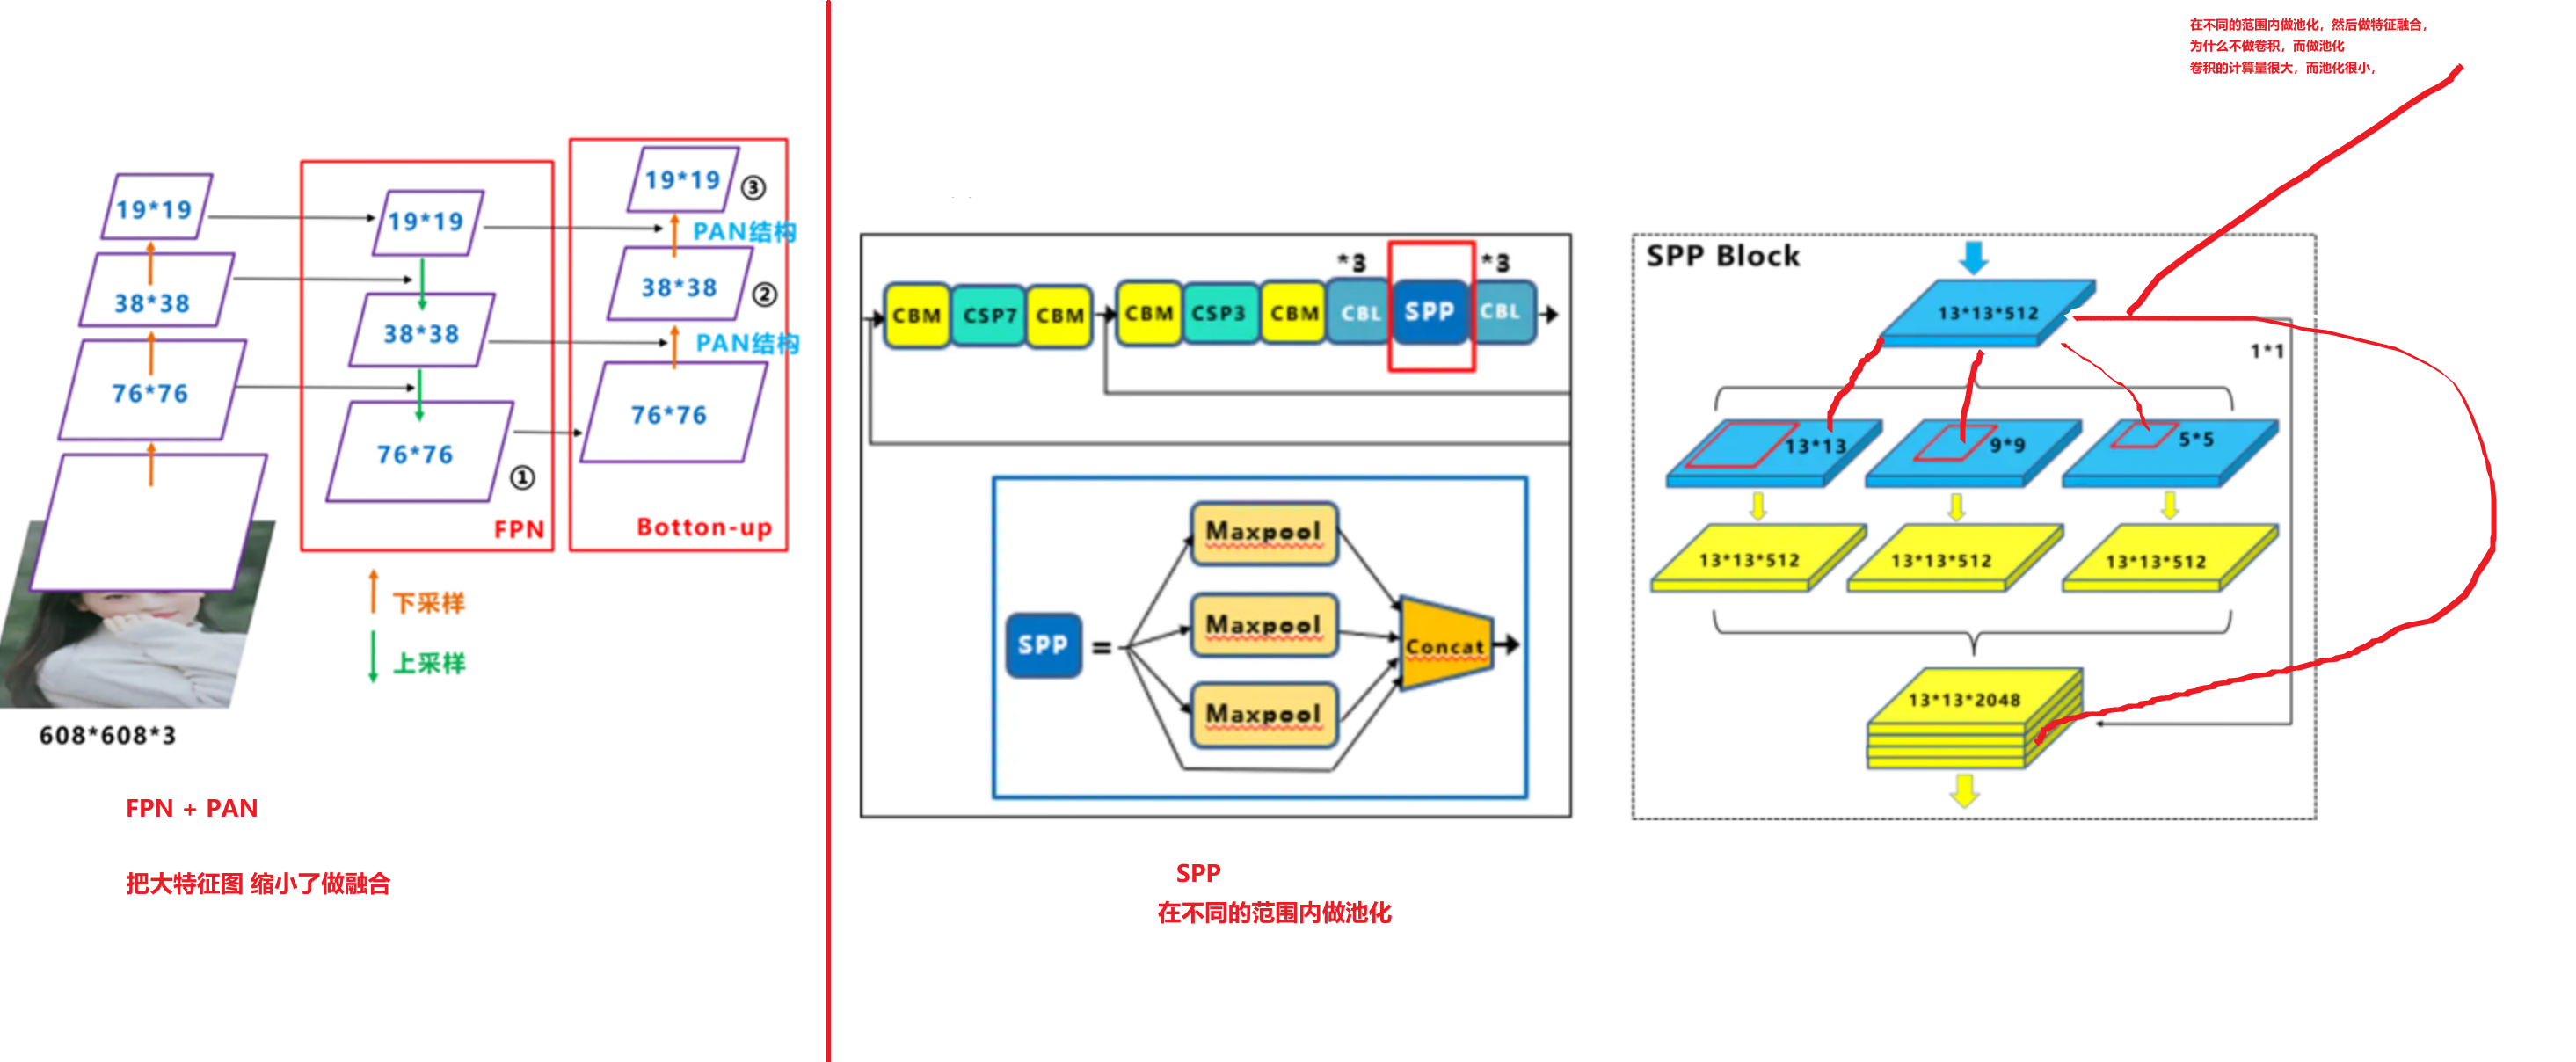 19*19
38*38
76*76
608*608*3
19*19
38*38
76*76
①
FPN
19*19
③
PAN结构
38*38
②
PAN结构
76*76
Botton-up
下采样
上采样
FPN + PAN
把大特征图 缩小了做融合
*3
*3
CBM
CSP7
CBM
CBM
CSP3
CBM
CBL
SPP
CBL
SPP
=
Maxpool
Maxpool
Maxpool
Concat
SPP
在不同的范围内做池化
在不同的范围内做池化，然后做特征融合，
为什么不做卷积，而做池化
卷积的计算量很大，而池化很小，
SPP Block
13*13*512
1*1
13*13
9*9
5*5
13*13*512
13*13*512
13*13*512
13*13*2048